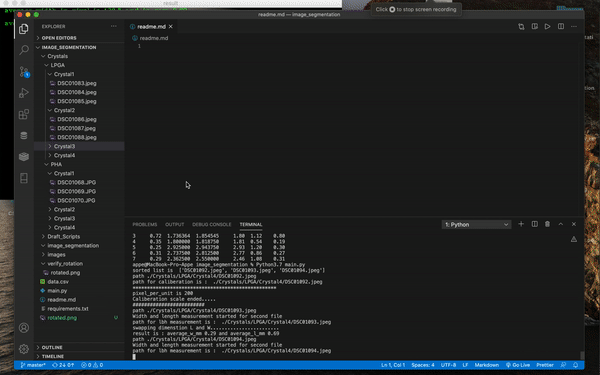 result
Click to stop screen recording
readme.md — image_segmentation
EXPLORER
OPEN EDITORS
IMAGE_SEGMENTATION
Crystals
LPGA
Crystal1
DSC01083.jpeg
DSC01084.jpeg
DSC01085.jpeg
Crystal2
DSC01086.jpeg
DSC01087.jpeg
DSC01088.jpeg
Crystal3
Crystal4
PHA
Crystal1
DSC01068.JPG
DSC01069.JPG
DSC01070.JPG
Crystal2
Crystal3
Crystal4
Draft_Scripts
image_segmentation
images
verify_rotation
rotated.png
data.csv
main.py
readme.md
requirements.txt
rotated.png
OUTLINE
TIMELINE
readme.md
readme.md
1
PROBLEMS OUTPUT DEBUG CONSOLE TERMINAL
1: Python
3 0.72 1.736364 1.854545 1.80 1.12 0.80
4 0.35 1.800000 1.818750 1.81 0.54 0.19
5 0.41 2.925000 2.943750 2.93 1.20 0.30
6 0.31 2.737500 2.812500 2.77 0.86 0.27
7 0.29 2.362500 2.550000 2.46 1.08 0.31
appe@MacBook-Pro-Appe image_segmentation % Python3.7 main.py
sorted list is ['DSC01092.jpeg', 'DSC01093.jpeg', 'DSC01094.jpeg']
path ./Crystals/LPGA/Crystal4/DSC01092.jpeg
path for caliberation is : ./Crystals/LPGA/Crystal4/DSC01092.jpeg
pixel_per_unit is 200
Caliberation scale ended.....
path ./Crystals/LPGA/Crystal4/DSC01093.jpeg
Width and length measurement started for second file
path for lbh measurement is : ./Crystals/LPGA/Crystal4/DSC01093.jpeg
swapping dimenstion L and W......................
result is : average_w_mm 0.29 and average_l_mm 0.69
path ./Crystals/LPGA/Crystal4/DSC01094.jpeg
Width and length measurement started for second file
path for lbh measurement is : ./Crystals/LPGA/Crystal4/DSC01094.jpeg
master* 2↓ 0↑ 0 0
Ln 1, Col 1 Spaces: 4 UTF-8 LF Markdown Go Live Prettier